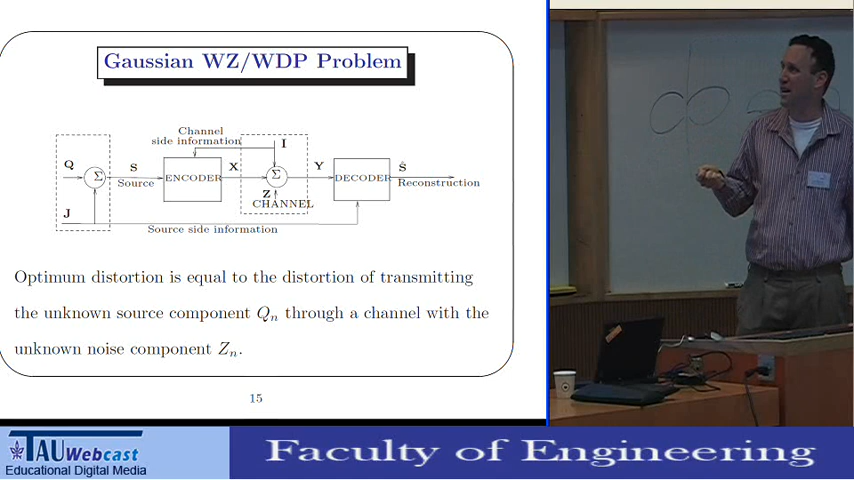 Gaussian WZ/WDP Problem
Channel
side information
I
Q
Σ
S
Source
ENCODER
X
Σ
Y
DECODER
Ŝ
Reconstruction
Z
CHANNEL
J
Source side information
Optimum distortion is equal to the distortion of transmitting
the unknown source component Qn through a channel with the
unknown noise component Zn.
15
TAU Webcast
Educational Digital Media
Faculty of Engineering